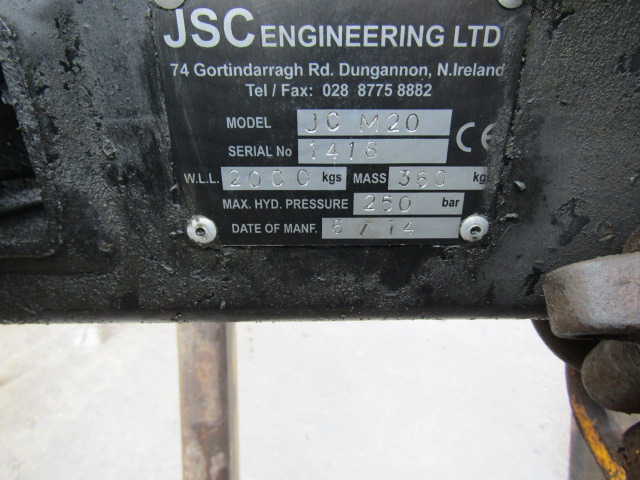 JSC ENGINEERING LTD
74 Gortindarragh Rd. Dungannon, N.Ireland
Tel / Fax: 028 8775 8882
MODEL JC M20
SERIAL No 1418
W.L.L. 2000 kgs MASS 360 kg
MAX. HYD. PRESSURE 250 bar
DATE OF MANF. 6 / 14
CE